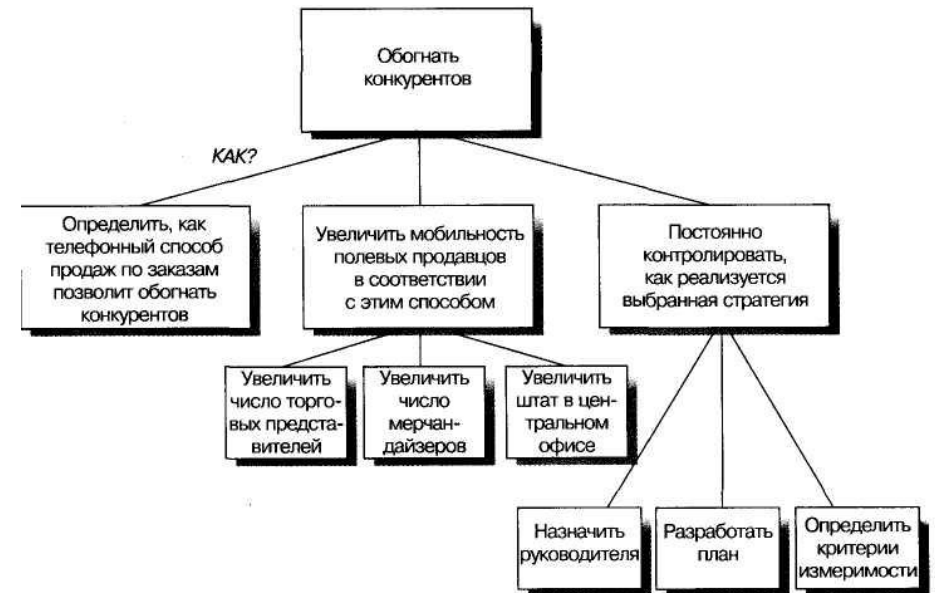 Обогнать
конкурентов
КАК?
Определить, как
телефонный способ
продаж по заказам
позволит обогнать
конкурентов
Увеличить мобильность
полевых продавцов
в соответствии
с этим способом
Постоянно
контролировать,
как реализуется
выбранная стратегия
Увеличить
число торго-
вых предста-
вителей
Увеличить
число
мерчан-
дайзеров
Увеличить
штат в цен-
тральном
офисе
Назначить
руководителя
Разработать
план
Определить
критерии
измеримости